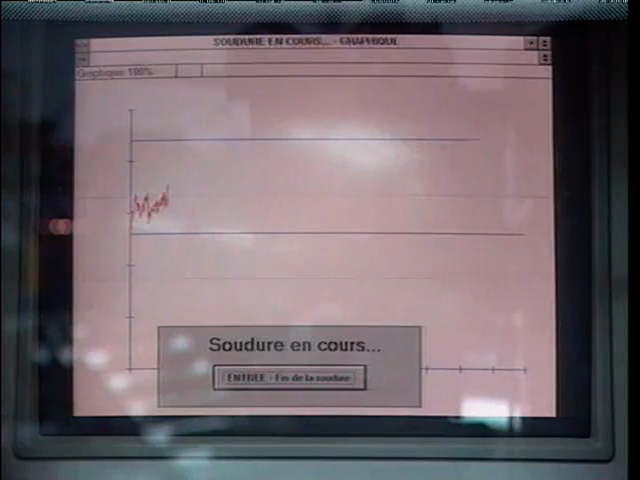 SOUDURE EN COURS... - GRAPHIQUE
Graphique: 100%
Soudure en cours...
ENTREE - Fin de la soudure